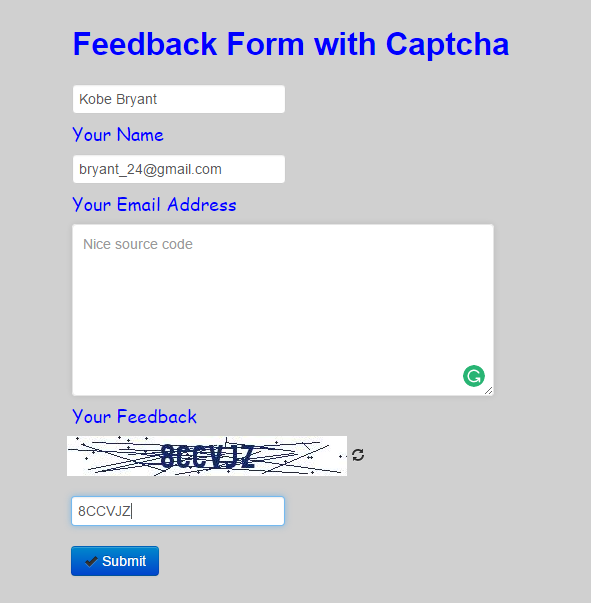 Feedback Form with Captcha
Kobe Bryant
Your Name
bryant_24@gmail.com
Your Email Address
Nice source code
Your Feedback
8CCVJZ
8CCVJZ
Submit